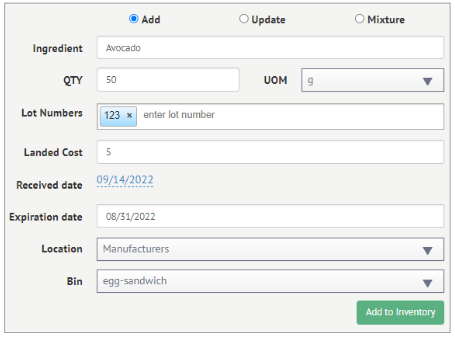 Add Update Mixture
Ingredient Avocado
QTY 50 UOM g
Lot Numbers 123 × enter lot number
Landed Cost 5
Received date 09/14/2022
Expiration date 08/31/2022
Location Manufacturers
Bin egg-sandwich
Add to Inventory